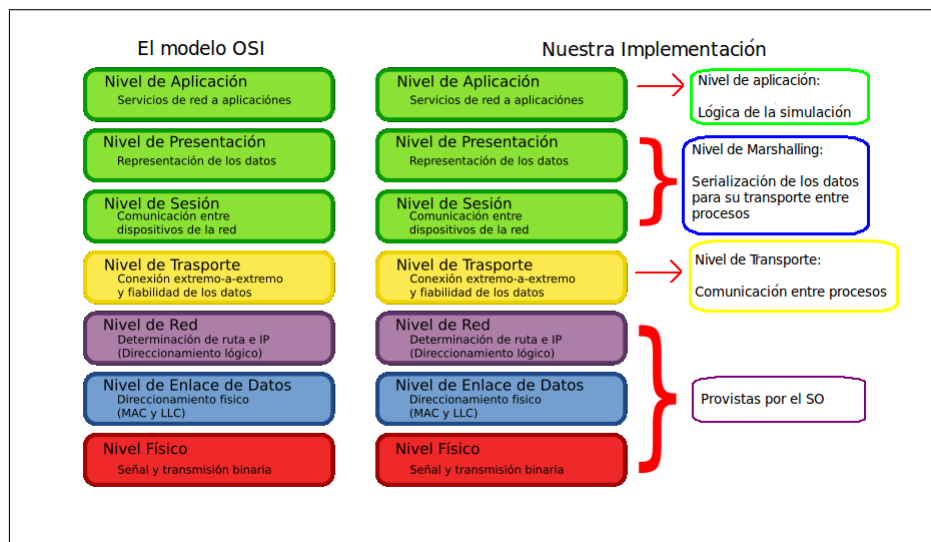 El modelo OSI
Nivel de Aplicación
Servicios de red a aplicaciónes
Nivel de Presentación
Representación de los datos
Nivel de Sesión
Comunicación entre
dispositivos de la red
Nivel de Trasporte
Conexión extremo-a-extremo
y fiabilidad de los datos
Nivel de Red
Determinación de ruta e IP
(Direccionamiento lógico)
Nivel de Enlace de Datos
Direccionamiento fisico
(MAC y LLC)
Nivel Físico
Señal y transmisión binaria
Nuestra Implementación
Nivel de Aplicación
Servicios de red a aplicaciónes
Nivel de Presentación
Representación de los datos
Nivel de Sesión
Comunicación entre
dispositivos de la red
Nivel de Trasporte
Conexión extremo-a-extremo
y fiabilidad de los datos
Nivel de Red
Determinación de ruta e IP
(Direccionamiento lógico)
Nivel de Enlace de Datos
Direccionamiento fisico
(MAC y LLC)
Nivel Físico
Señal y transmisión binaria
Nivel de aplicación:
Lógica de la simulación
Nivel de Marshalling:
Serialización de los datos
para su transporte entre
procesos
Nivel de Transporte:
Comunicación entre procesos
Provistas por el SO